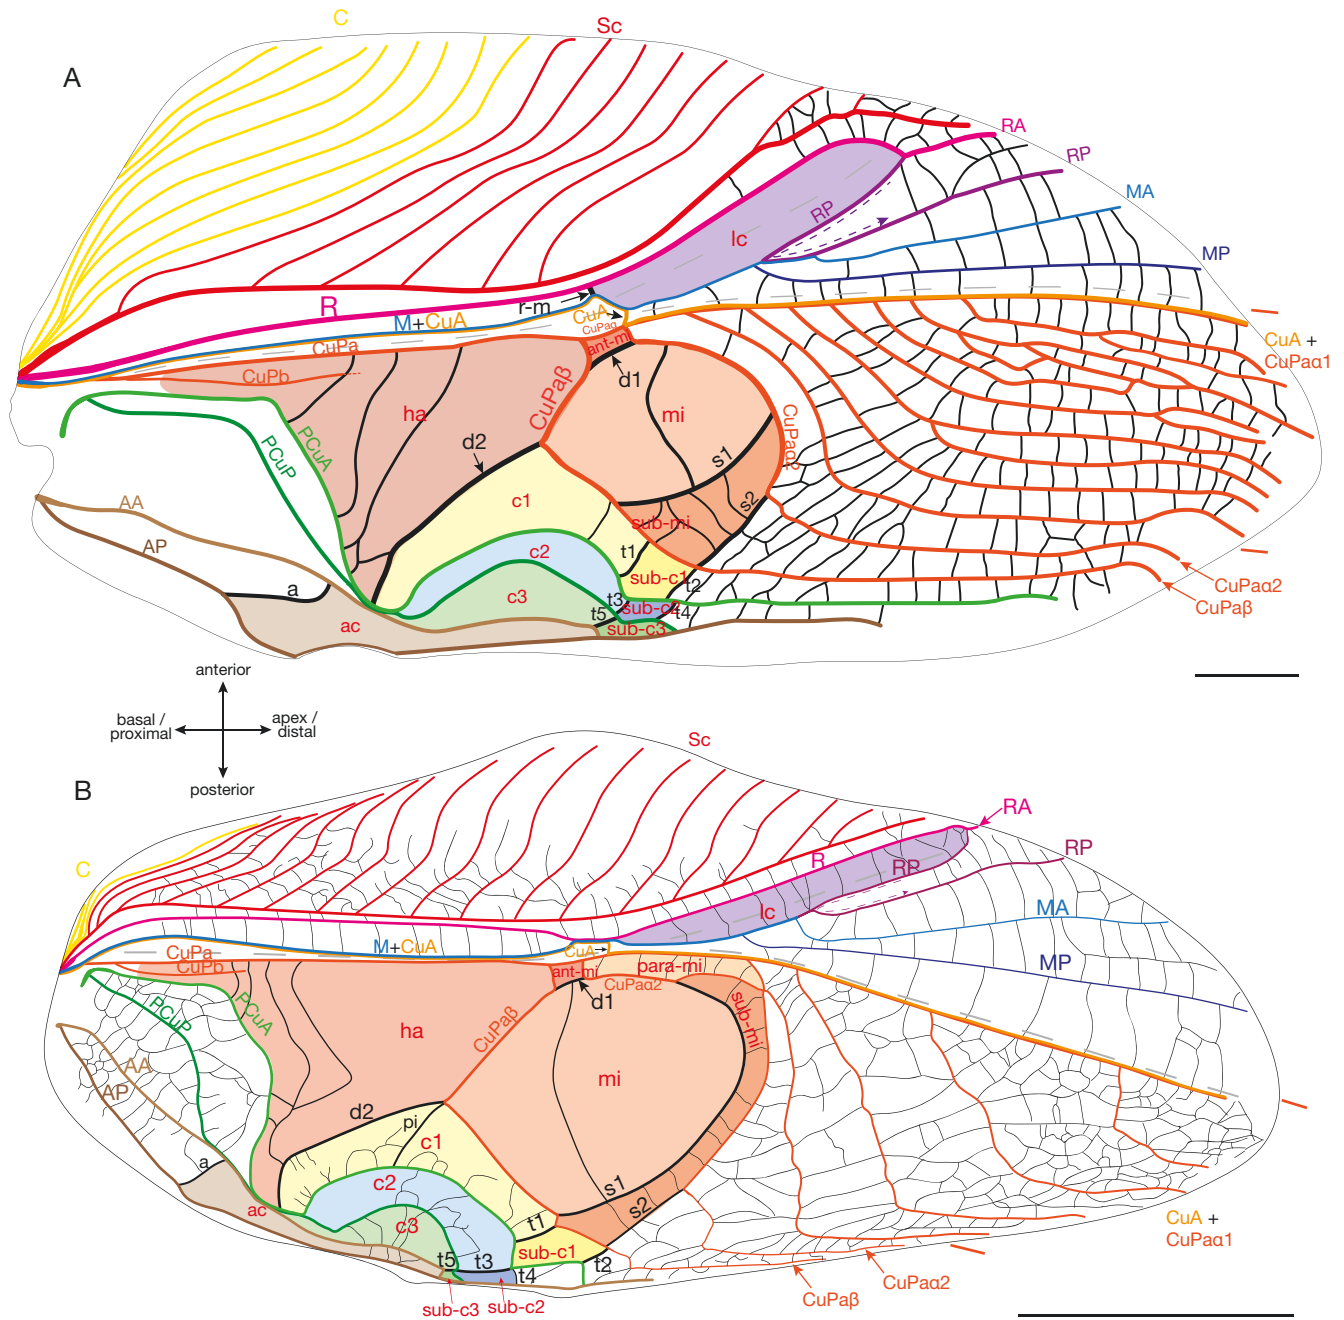 A
C
Sc
RA
RP
MA
MP
RP
lc
R
r-m
M+CuA
CuA
CuPaα
CuPa
CuPb
ant-mi
d1
CuPaβ
ha
mi
CuPaα2
CuA +
CuPaα1
PCuA
PCuP
d2
s1
s2
c1
sub-mi
AA
AP
c2
t1
sub-c1
t2
a
c3
t3
sub-c2
t4
t5
sub-c3
ac
CuPaα2
CuPaβ
anterior
basal /
proximal
apex /
distal
posterior
B
Sc
C
RA
R
RP
RP
lc
MA
MP
M+CuA
CuA
CuPa
CuPb
ant-mi
para-mi
CuPaα2
d1
sub-mi
PCuP
PCuA
ha
CuPaβ
mi
AA
AP
d2
pi
c1
a
c2
s1
s2
ac
c3
t1
sub-c1
t5
t3
t4
t2
sub-c3
sub-c2
CuA +
CuPaα1
CuPaα2
CuPaβ